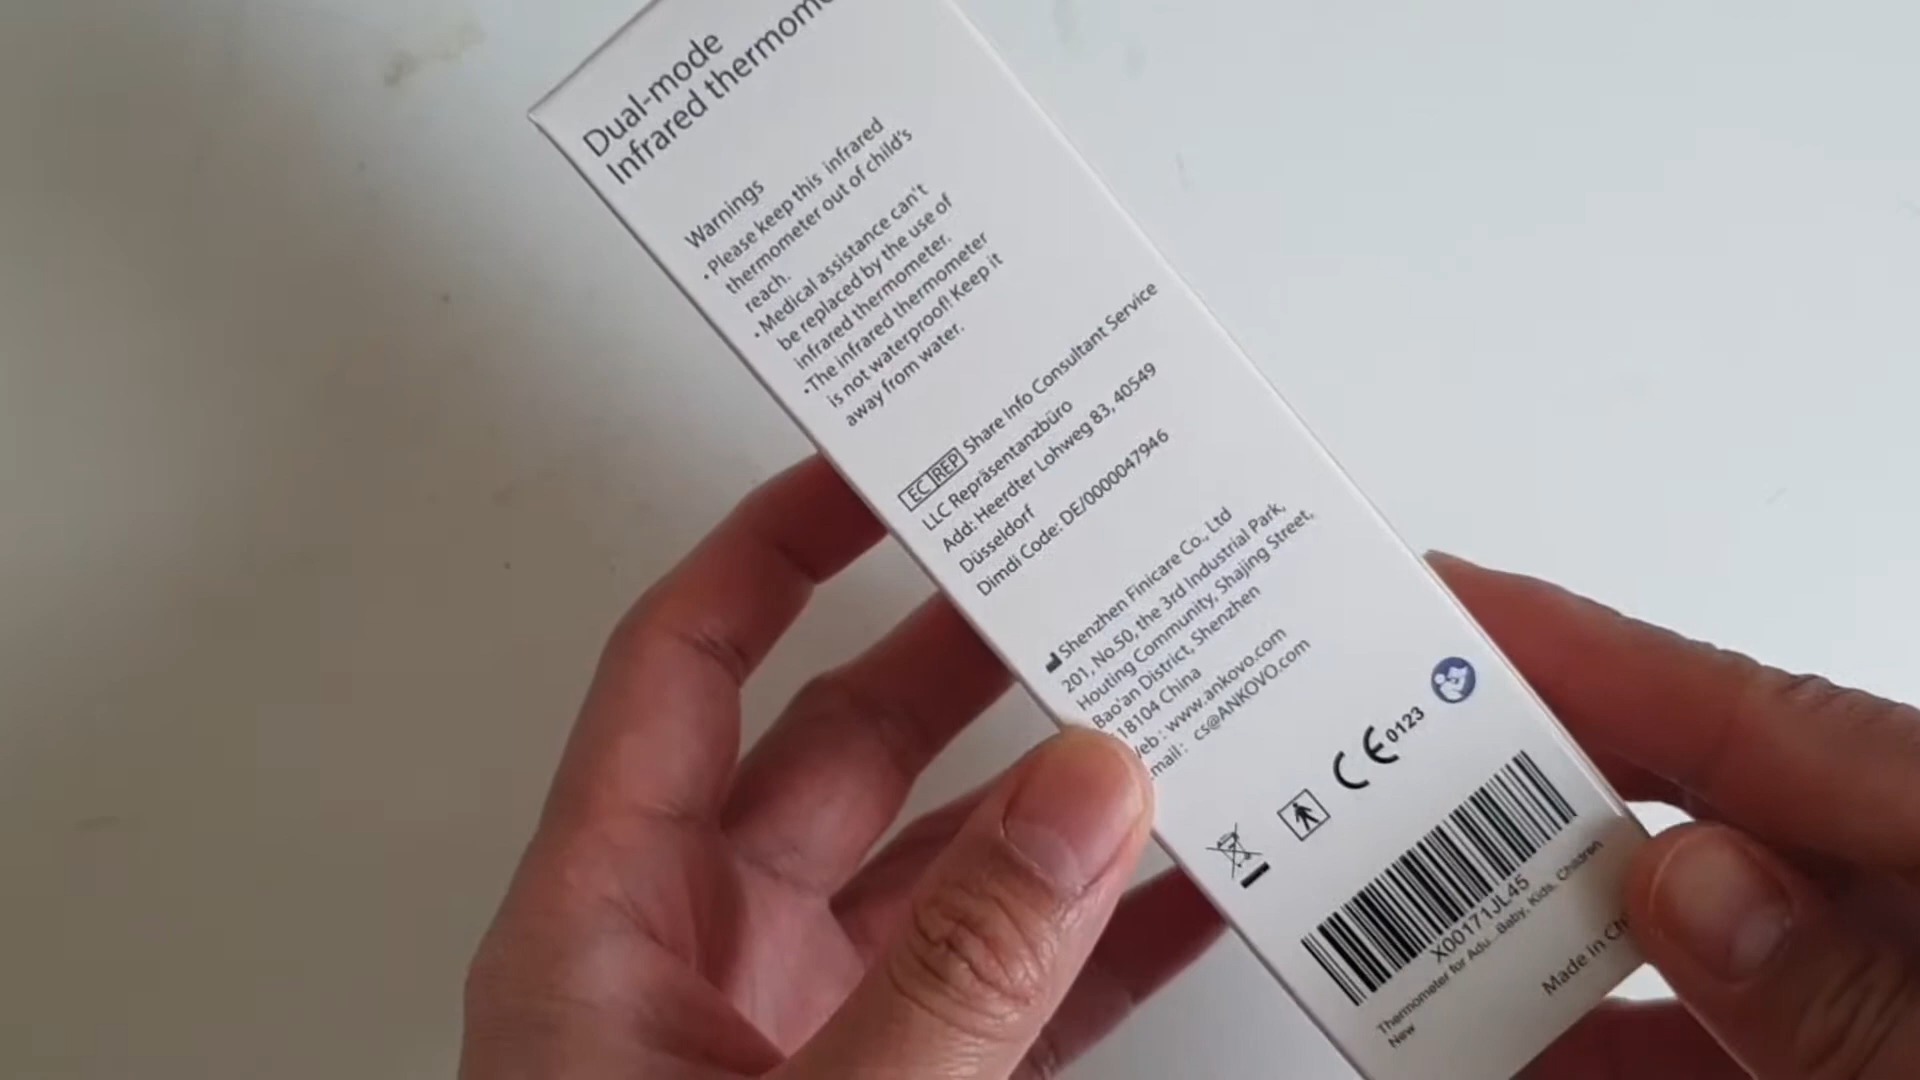 Dual-mode
Infrared thermome
Warnings
•Please keep this infrared
thermometer out of child's
reach.
•Medical assistance can't
be replaced by the use of
infrared thermometer.
•The infrared thermometer
is not waterproof! Keep it
away from water.
EC REP Share Info Consultant Service
LLC Repräsentanzbüro
Add: Heerdter Lohweg 83, 40549
Düsseldorf
Dimdi Code: DE/0000047946
Shenzhen Finicare Co., Ltd
201, No.50, the 3rd Industrial Park,
Houting Community, Shajing Street,
Bao'an District, Shenzhen
18104 China
eb : www.ankovo.com
mail : cs@ANKOVO.com
CE 0123
X00171JL45
Thermometer for Adu...Baby, Kids, Children
New
Made in Ch